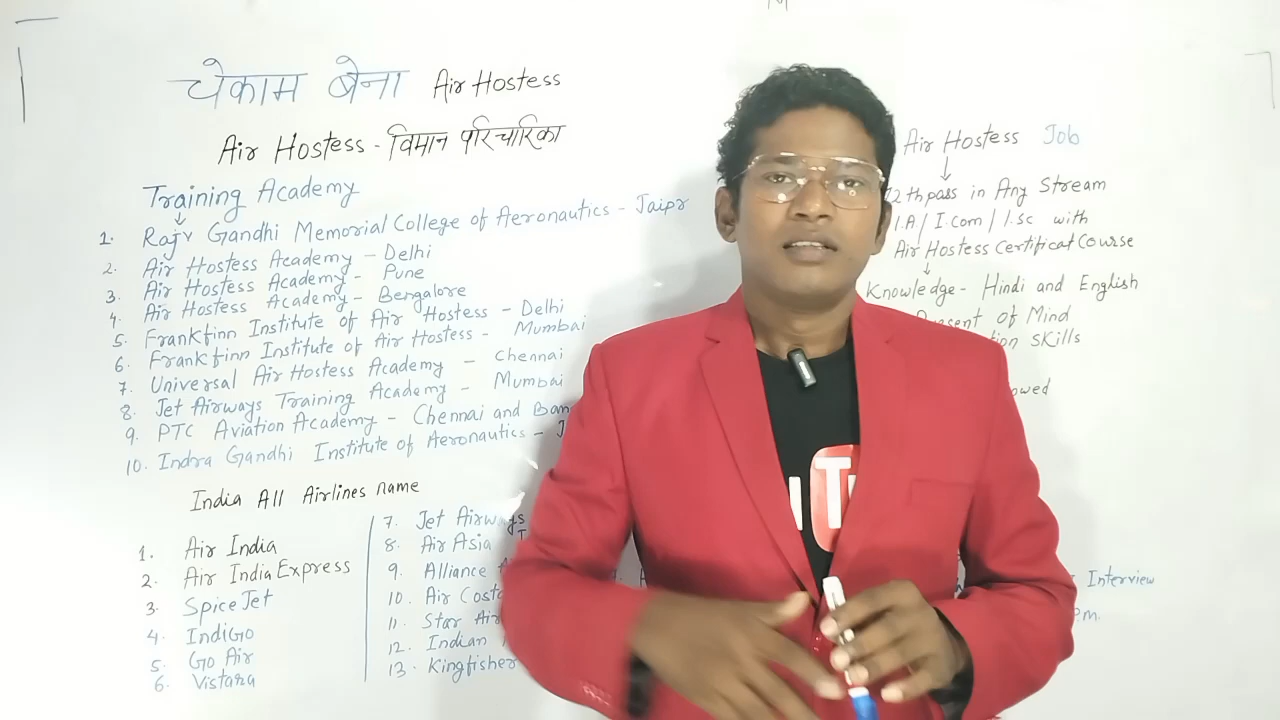 चेकाम बेना Air Hostess
Air Hostess - विमान परिचारिका
Training Academy
1. Rajv Gandhi Memorial College of Aeronautics - Jaipr
2. Air Hostess Academy - Delhi
3. Air Hostess Academy - Pune
4. Air Hostess Academy - Bengalore
5. Frankfinn Institute of Air Hostess - Delhi
6. Frankfinn Institute of Air Hostess - Mumbai
7. Universal Air Hostess Academy - Chennai
8. Jet Airways Training Academy - Mumbai
9. PTC Aviation Academy - Chennai and
10. Indra Gandhi Institute of Aeronautics -
India All Airlines name
1. Air India
2. Air India Express
3. SpiceJet
4. IndiGo
5. Go Air
6. Vistara
7. Jet Airways
8. Air Asia
9. Alliance
10. Air Costa
11. Star Air
12. Indian
13. Kingfisher
Air Hostess Job
12th pass in Any Stream
I.A/ I.com/ I.sc with
Air Hostess Certificat Course
Knowledge - Hindi and English
of Mind
Skills
Interview